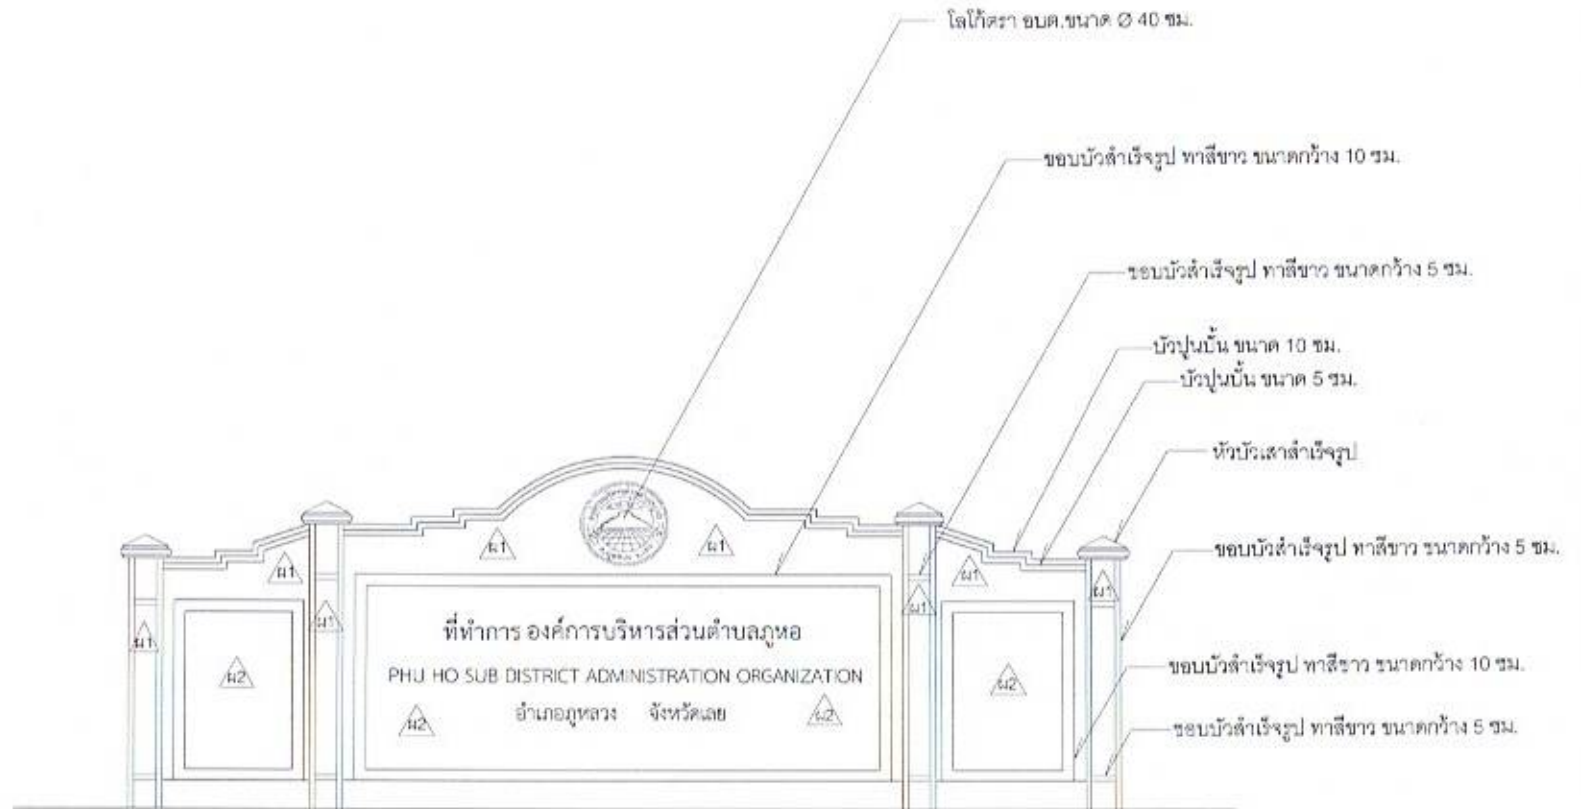 โลโก้ตรา อบต.ขนาด Ø 40 ซม.
ขอบบัวสำเร็จรูป ทาสีขาว ขนาดกว้าง 10 ซม.
ขอบบัวสำเร็จรูป ทาสีขาว ขนาดกว้าง 5 ซม.
บัวปูนปั้น ขนาด 10 ซม.
บัวปูนปั้น ขนาด 5 ซม.
หัวบัวเสาสำเร็จรูป
ขอบบัวสำเร็จรูป ทาสีขาว ขนาดกว้าง 5 ซม.
ผ1 ผ1
ผ1 ผ1 ผ1
ผ1 ผ1
ผ1
ที่ทำการ องค์การบริหารส่วนตำบลภูหอ
PHU HO SUB DISTRICT ADMINISTRATION ORGANIZATION
อำเภอภูหลวง จังหวัดเลย
ผ2 ผ2
ผ2 ผ2
ขอบบัวสำเร็จรูป ทาสีขาว ขนาดกว้าง 10 ซม.
ขอบบัวสำเร็จรูป ทาสีขาว ขนาดกว้าง 5 ซม.